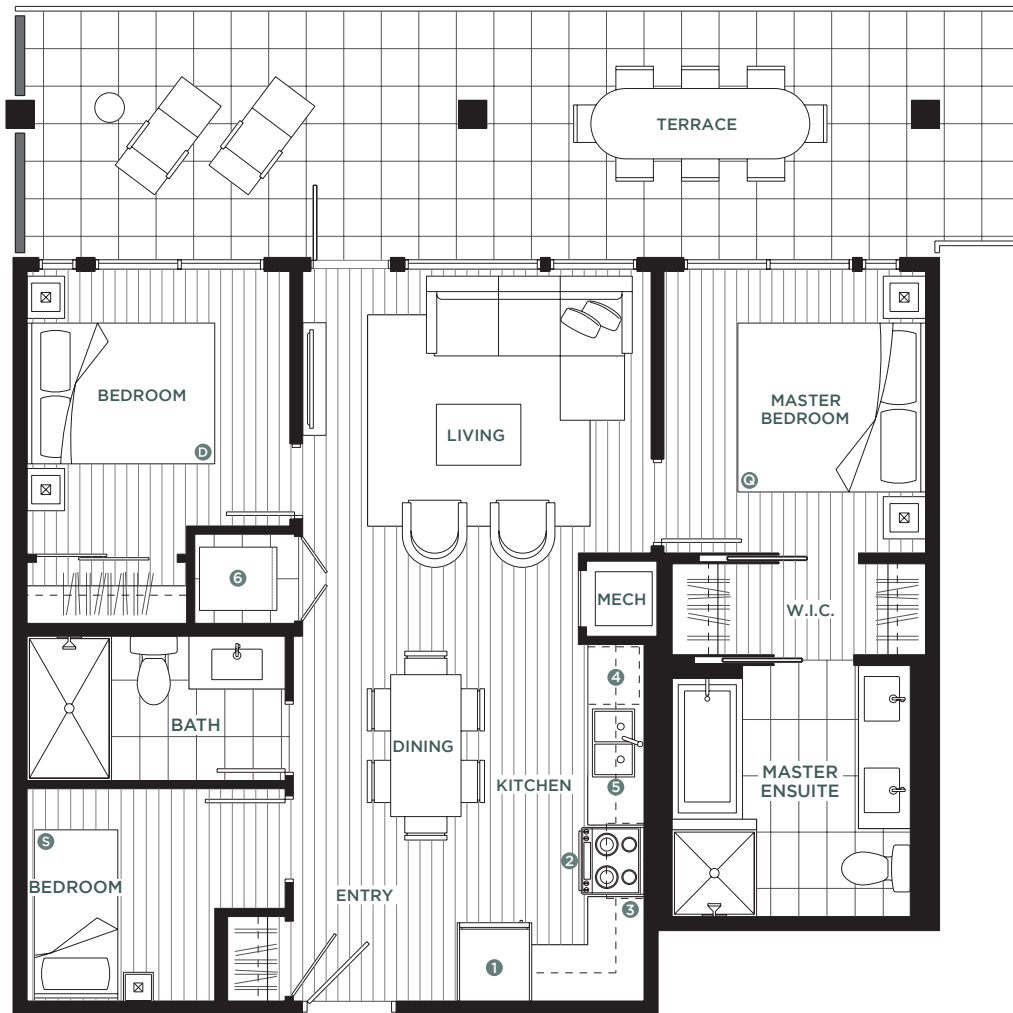 TERRACE
BEDROOM
D
LIVING
MASTER
BEDROOM
Q
6
MECH
W.I.C.
4
BATH
DINING
KITCHEN
5
MASTER
ENSUITE
S
2
BEDROOM
ENTRY
3
1